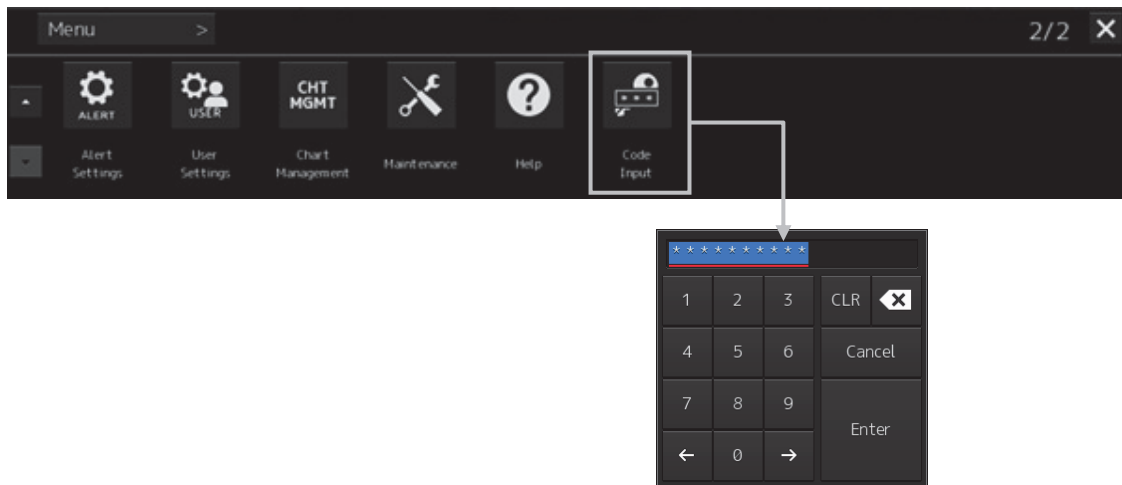 Menu >
2/2
ALERT
USER
CHT
MGMT
?
***
Alert
Settings
User
Settings
Chart
Management
Maintenance
Help
Code
Input
**********
1 2 3 CLR
4 5 6 Cancel
7 8 9
Enter
← 0 →